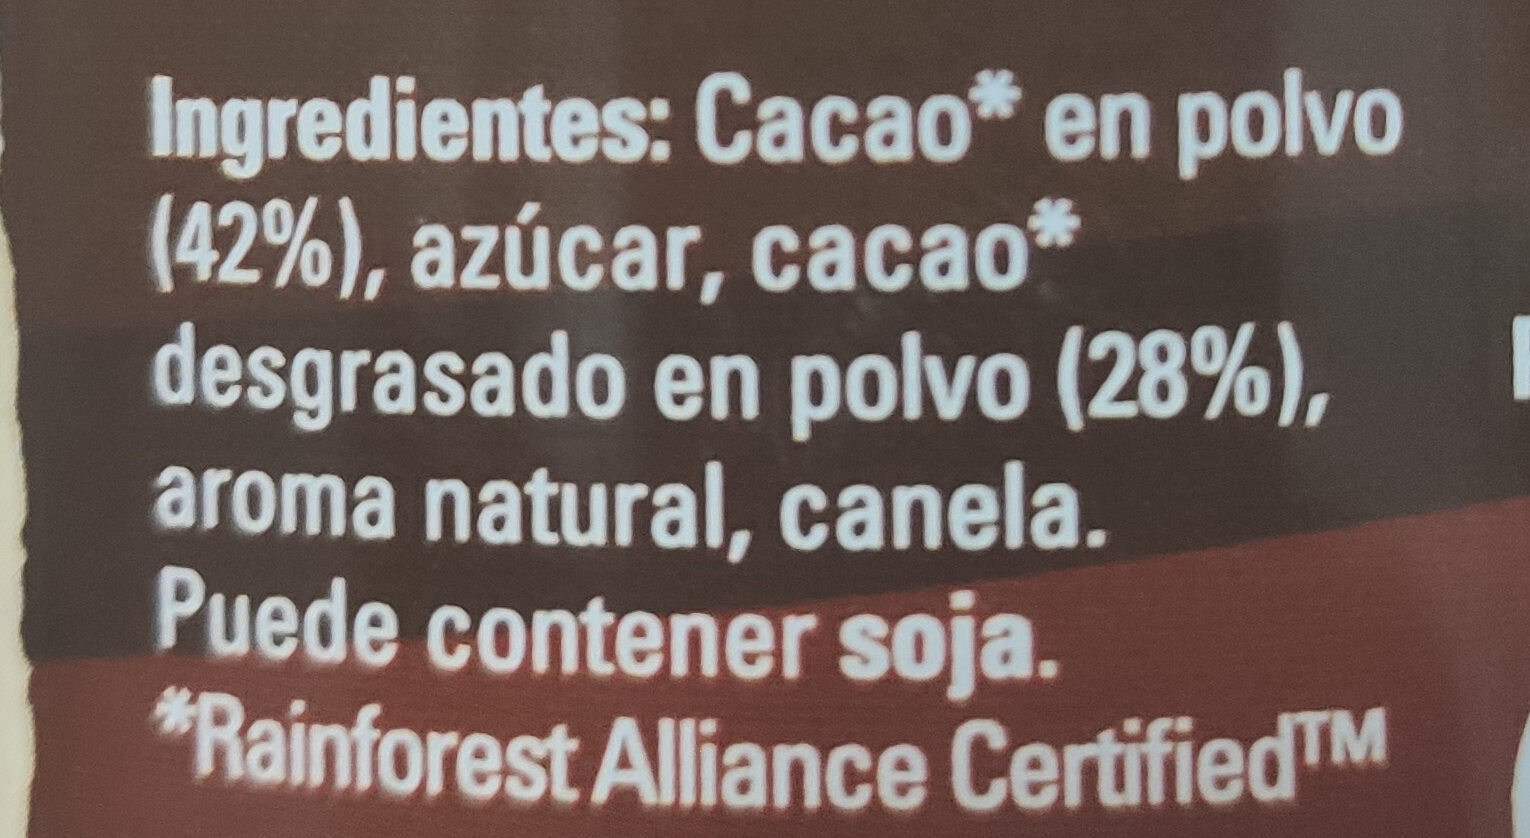 Ingredientes: Cacao* en polvo
(42%), azúcar, cacao*
desgrasado en polvo (28%),
aroma natural, canela.
Puede contener soja.
*Rainforest Alliance Certified™